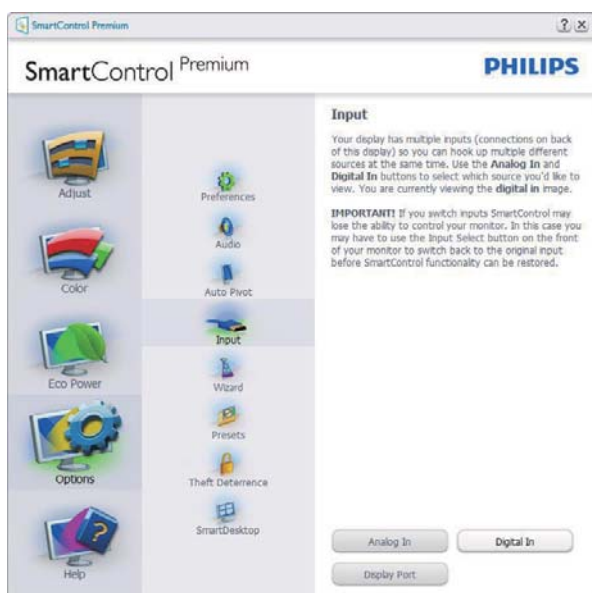 SmartControl Premium
SmartControl Premium
PHILIPS
Adjust
Color
Eco Power
Options
Help
Preferences
Audio
Auto Pivot
Input
Wizard
Presets
Theft Deterrence
SmartDesktop
Input
Your display has multiple inputs (connections on back
of this display) so you can hook up multiple different
sources at the same time. Use the Analog In and
Digital In buttons to select which source you'd like to
view. You are currently viewing the digital in image.
IMPORTANT! If you switch inputs SmartControl may
lose the ability to control your monitor. In this case you
may have to use the Input Select button on the front
of your monitor to switch back to the original input
before SmartControl functionality can be restored.
Analog In
Digital In
Display Port